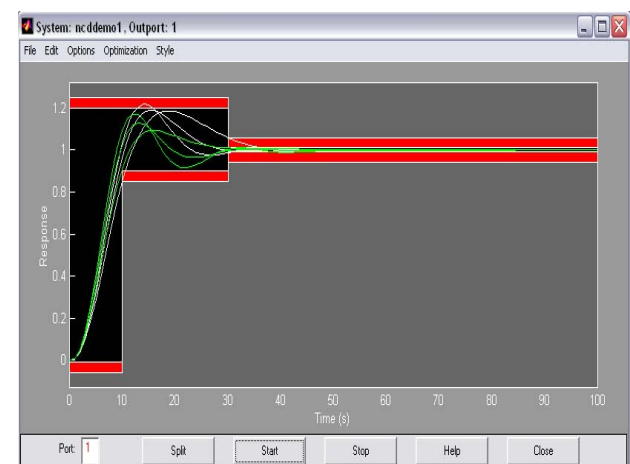 System: ncddemo1, Outport: 1
File Edit Options Optimization Style
1.2
1
0.8
0.6
0.4
0.2
0
Response
0 10 20 30 40 50 60 70 80 90 100
Time (s)
Port: 1 Split Start Stop Help Close